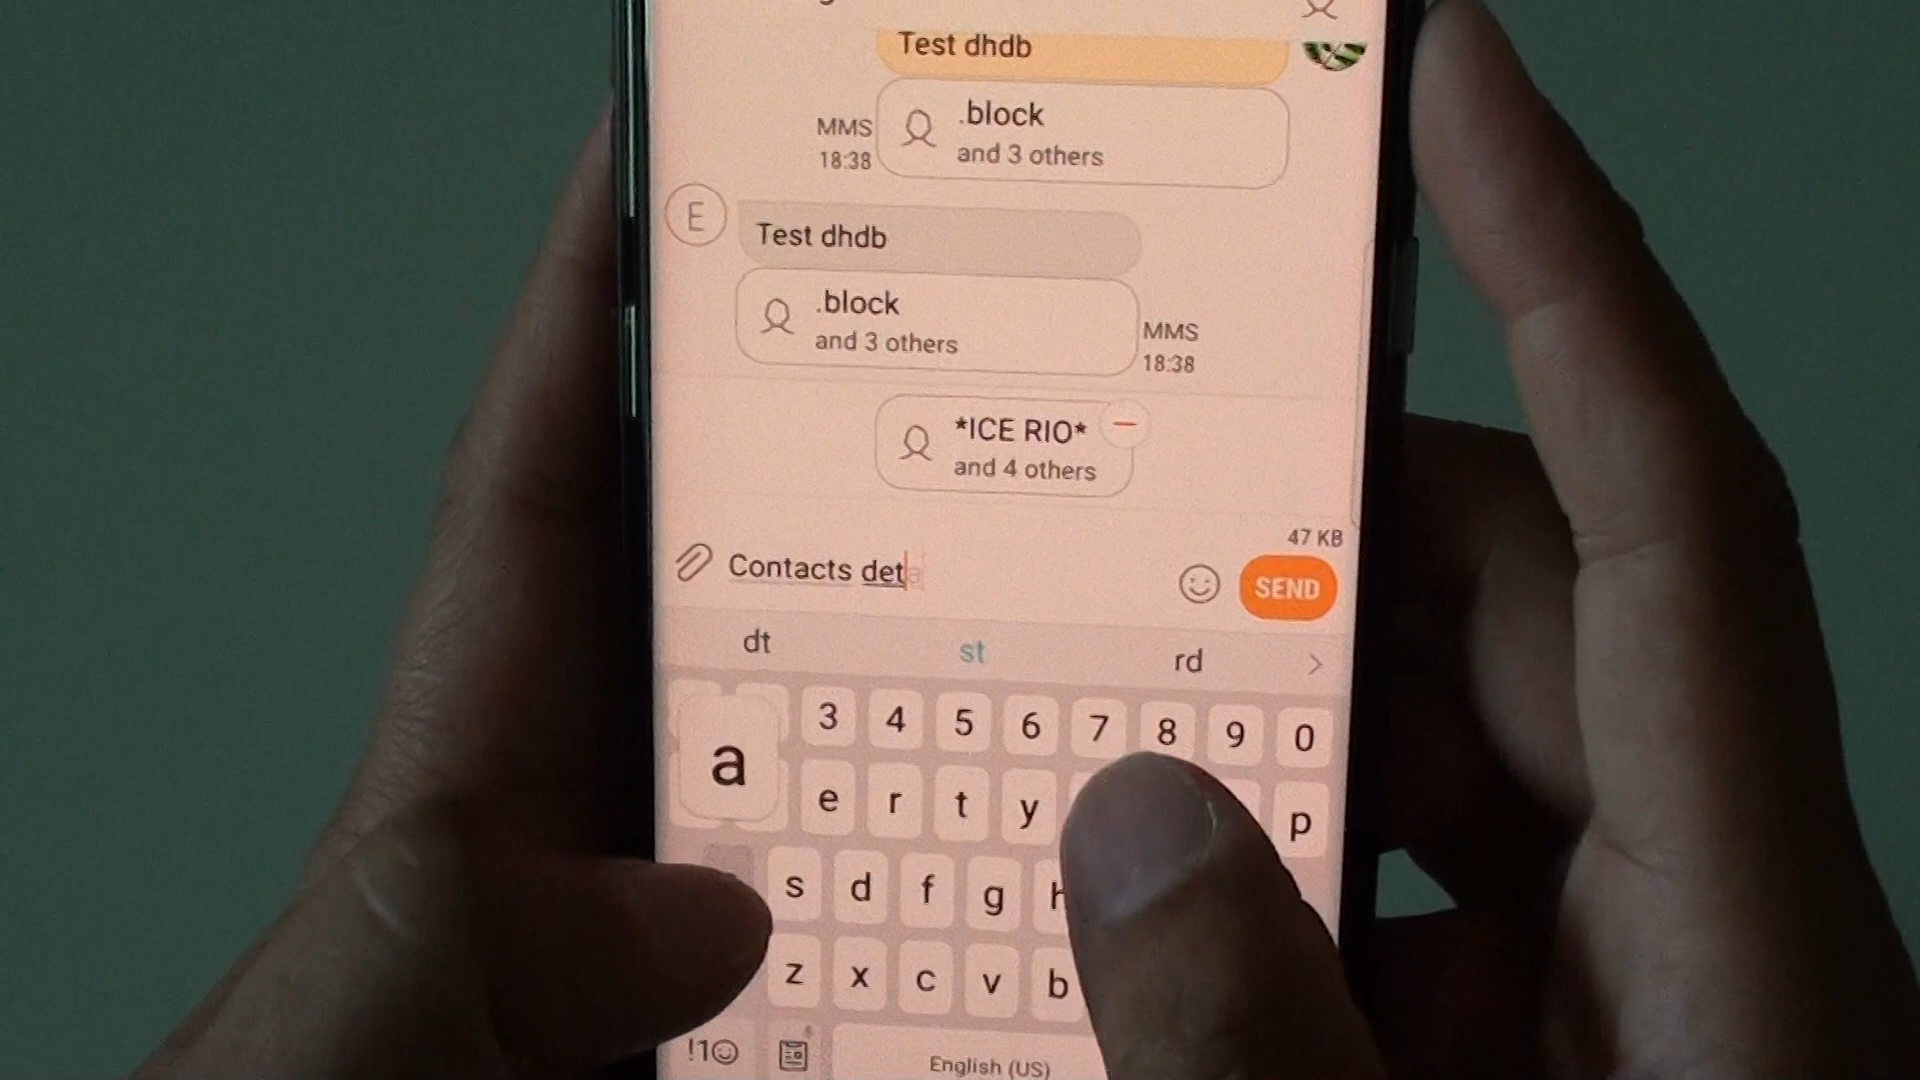 Test dhdb
.block
and 3 others
MMS
18:38
E
Test dhdb
.block
and 3 others
MMS
18:38
*ICE RIO*
and 4 others
47 KB
Contacts det
SEND
dt st rd
3 4 5 6 7 8 9 0
a
e r t y p
s d f g h
z x c v b
!1
English (US)